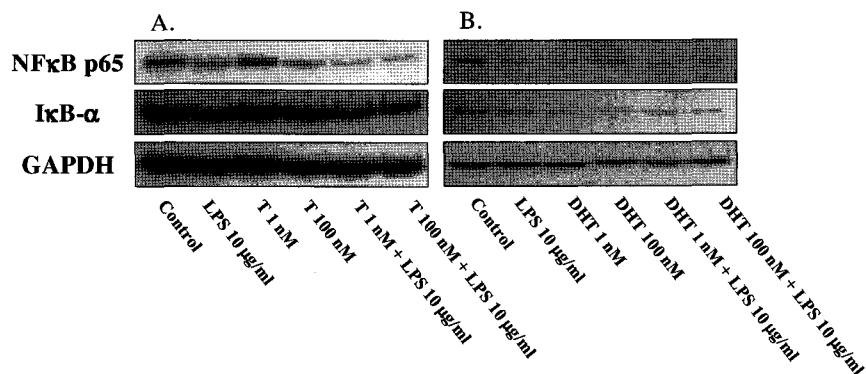 A.
B.
NFκB p65
IκB-α
GAPDH
Control
LPS 10 µg/ml
T 1 nM
T 100 nM
T 1 nM + LPS 10 µg/ml
T 100 nM + LPS 10 µg/ml
Control
LPS 10 µg/ml
DHT 1 nM
DHT 100 nM
DHT 1 nM + LPS 10 µg/ml
DHT 100 nM + LPS 10 µg/ml